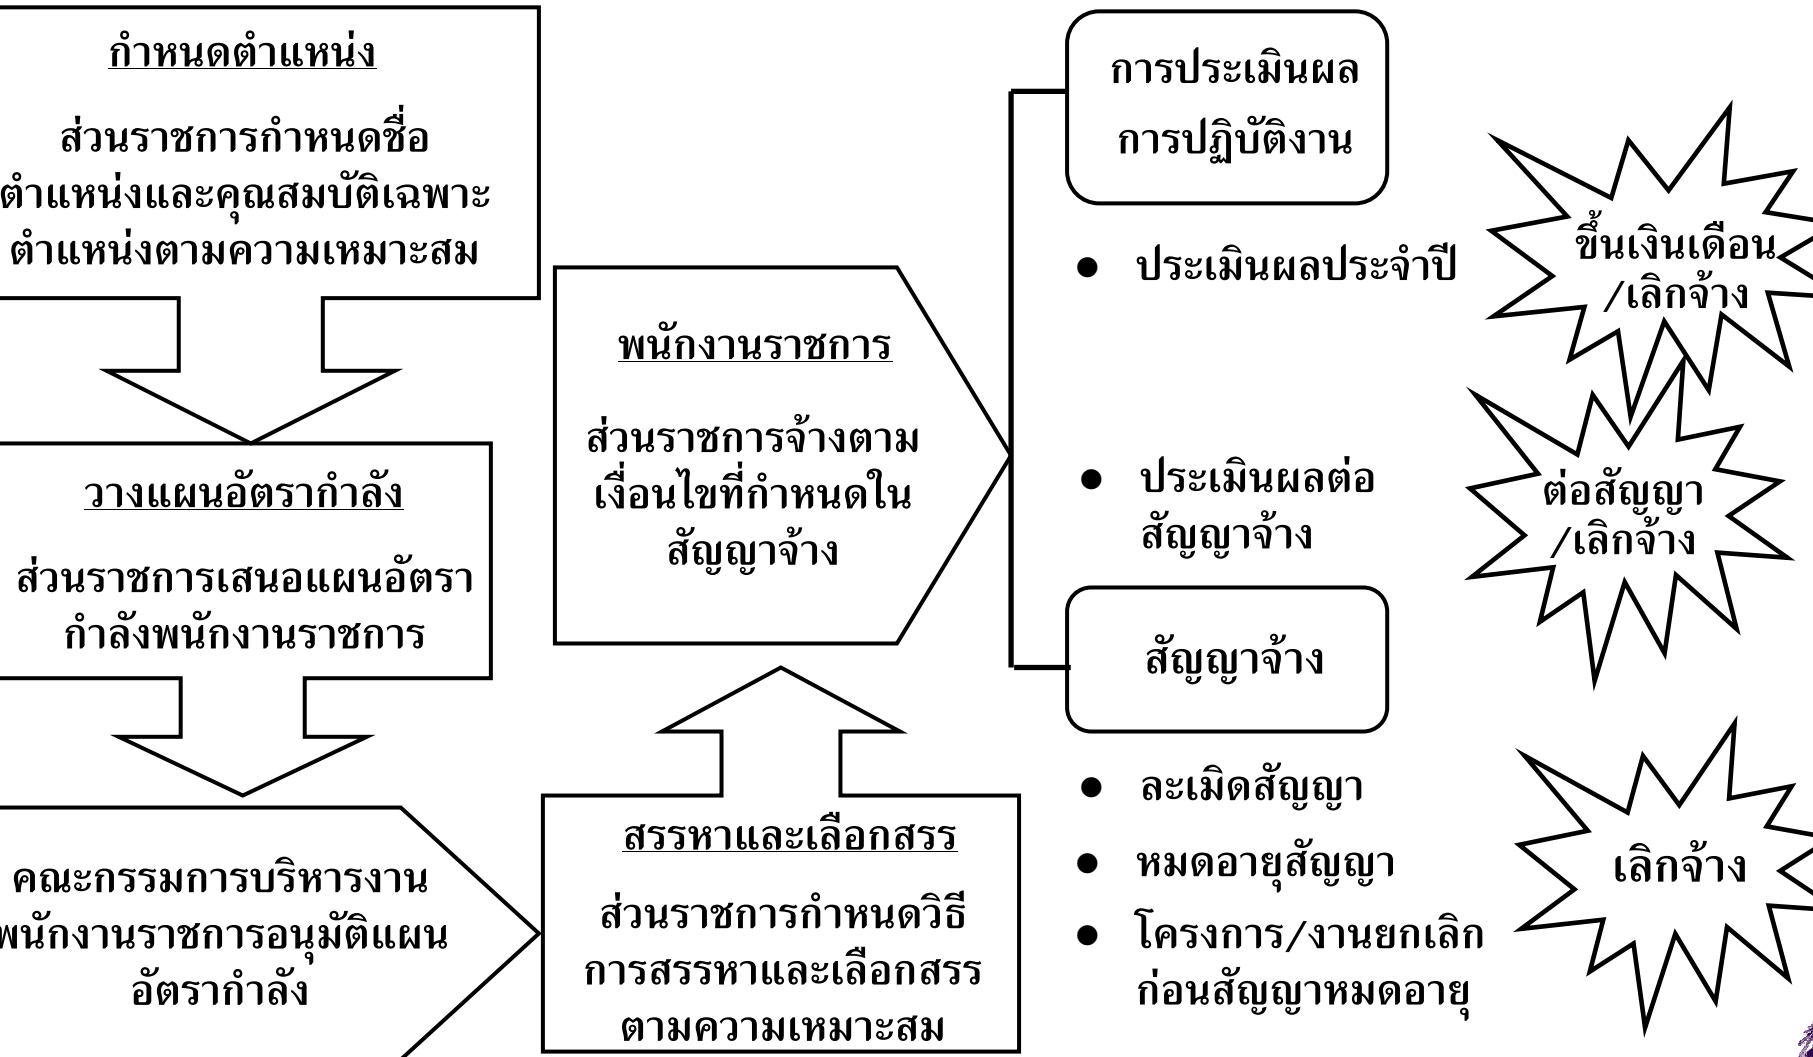 กำหนดตำแหน่ง
ส่วนราชการกำหนดชื่อ
ตำแหน่งและคุณสมบัติเฉพาะ
ตำแหน่งตามความเหมาะสม
วางแผนอัตรากำลัง
ส่วนราชการเสนอแผนอัตรา
กำลังพนักงานราชการ
คณะกรรมการบริหารงาน
พนักงานราชการอนุมัติแผน
อัตรากำลัง
สรรหาและเลือกสรร
ส่วนราชการกำหนดวิธี
การสรรหาและเลือกสรร
ตามความเหมาะสม
พนักงานราชการ
ส่วนราชการจ้างตาม
เงื่อนไขที่กำหนดใน
สัญญาจ้าง
การประเมินผล
การปฏิบัติงาน
● ประเมินผลประจำปี
ขึ้นเงินเดือน
/เลิกจ้าง
● ประเมินผลต่อ
สัญญาจ้าง
ต่อสัญญา
/เลิกจ้าง
สัญญาจ้าง
● ละเมิดสัญญา
● หมดอายุสัญญา
● โครงการ/งานยกเลิก
ก่อนสัญญาหมดอายุ
เลิกจ้าง